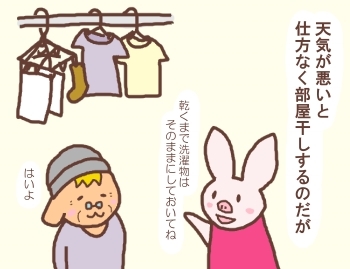 天気が悪いと
仕方なく部屋干しするのだが
乾くまで洗濯物は
そのままにしておいてね
はいよ